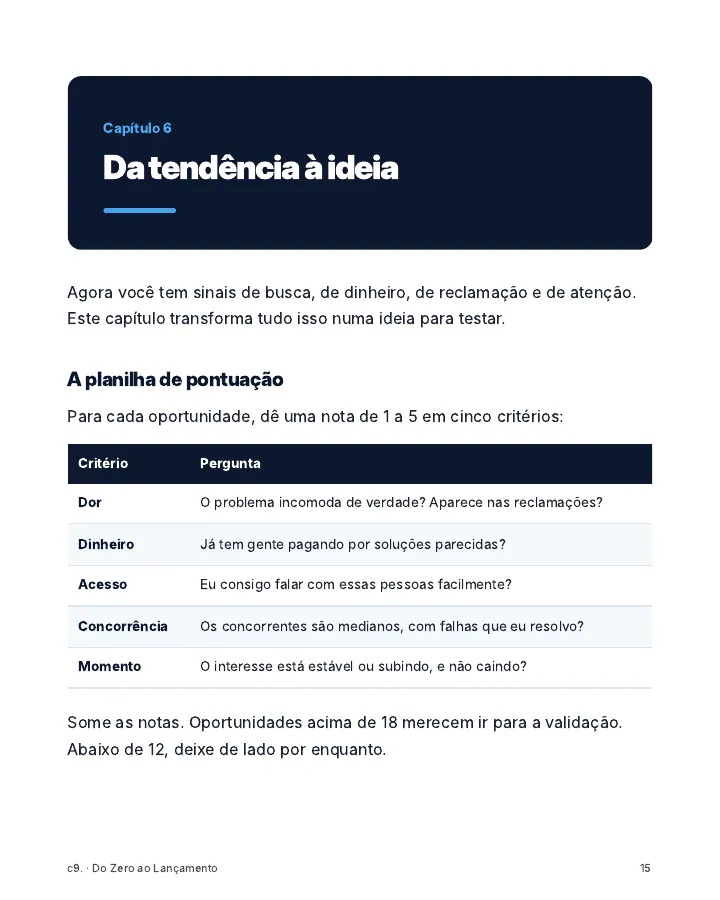 Capítulo 6
Da tendência à ideia
Agora você tem sinais de busca, de dinheiro, de reclamação e de atenção.
Este capítulo transforma tudo isso numa ideia para testar.
A planilha de pontuação
Para cada oportunidade, dê uma nota de 1 a 5 em cinco critérios:
Critério Pergunta
Dor O problema incomoda de verdade? Aparece nas reclamações?
Dinheiro Já tem gente pagando por soluções parecidas?
Acesso Eu consigo falar com essas pessoas facilmente?
Concorrência Os concorrentes são medianos, com falhas que eu resolvo?
Momento O interesse está estável ou subindo, e não caindo?
Some as notas. Oportunidades acima de 18 merecem ir para a validação.
Abaixo de 12, deixe de lado por enquanto.
c9. · Do Zero ao Lançamento 15